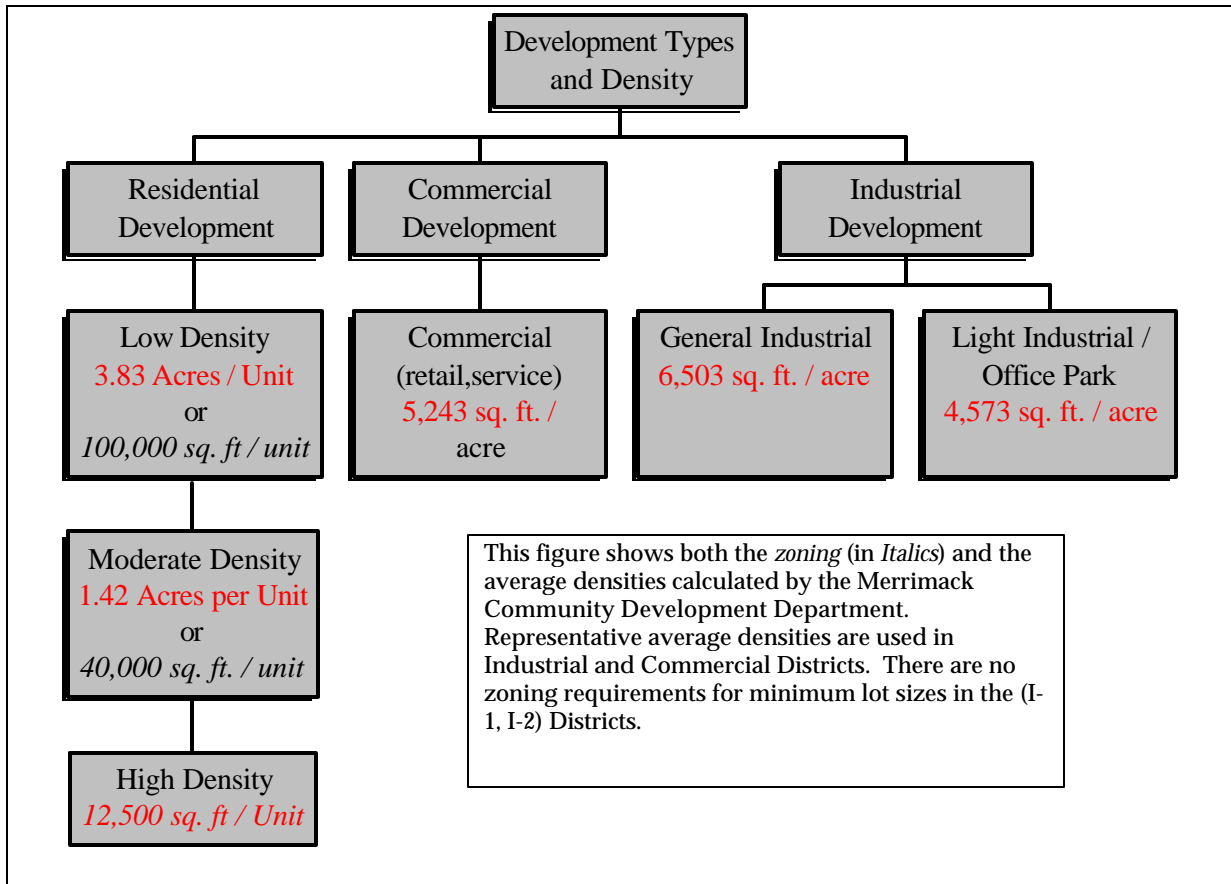 Development Types
and Density
Residential
Development
Commercial
Development
Industrial
Development
Low Density
3.83 Acres / Unit
or
100,000 sq. ft / unit
Commercial
(retail,service)
5,243 sq. ft. /
acre
General Industrial
6,503 sq. ft. / acre
Light Industrial /
Office Park
4,573 sq. ft. / acre
Moderate Density
1.42 Acres per Unit
or
40,000 sq. ft. / unit
High Density
12,500 sq. ft / Unit
This figure shows both the zoning (in Italics) and the
average densities calculated by the Merrimack
Community Development Department.
Representative average densities are used in
Industrial and Commercial Districts.  There are no
zoning requirements for minimum lot sizes in the (I-
1, I-2) Districts.